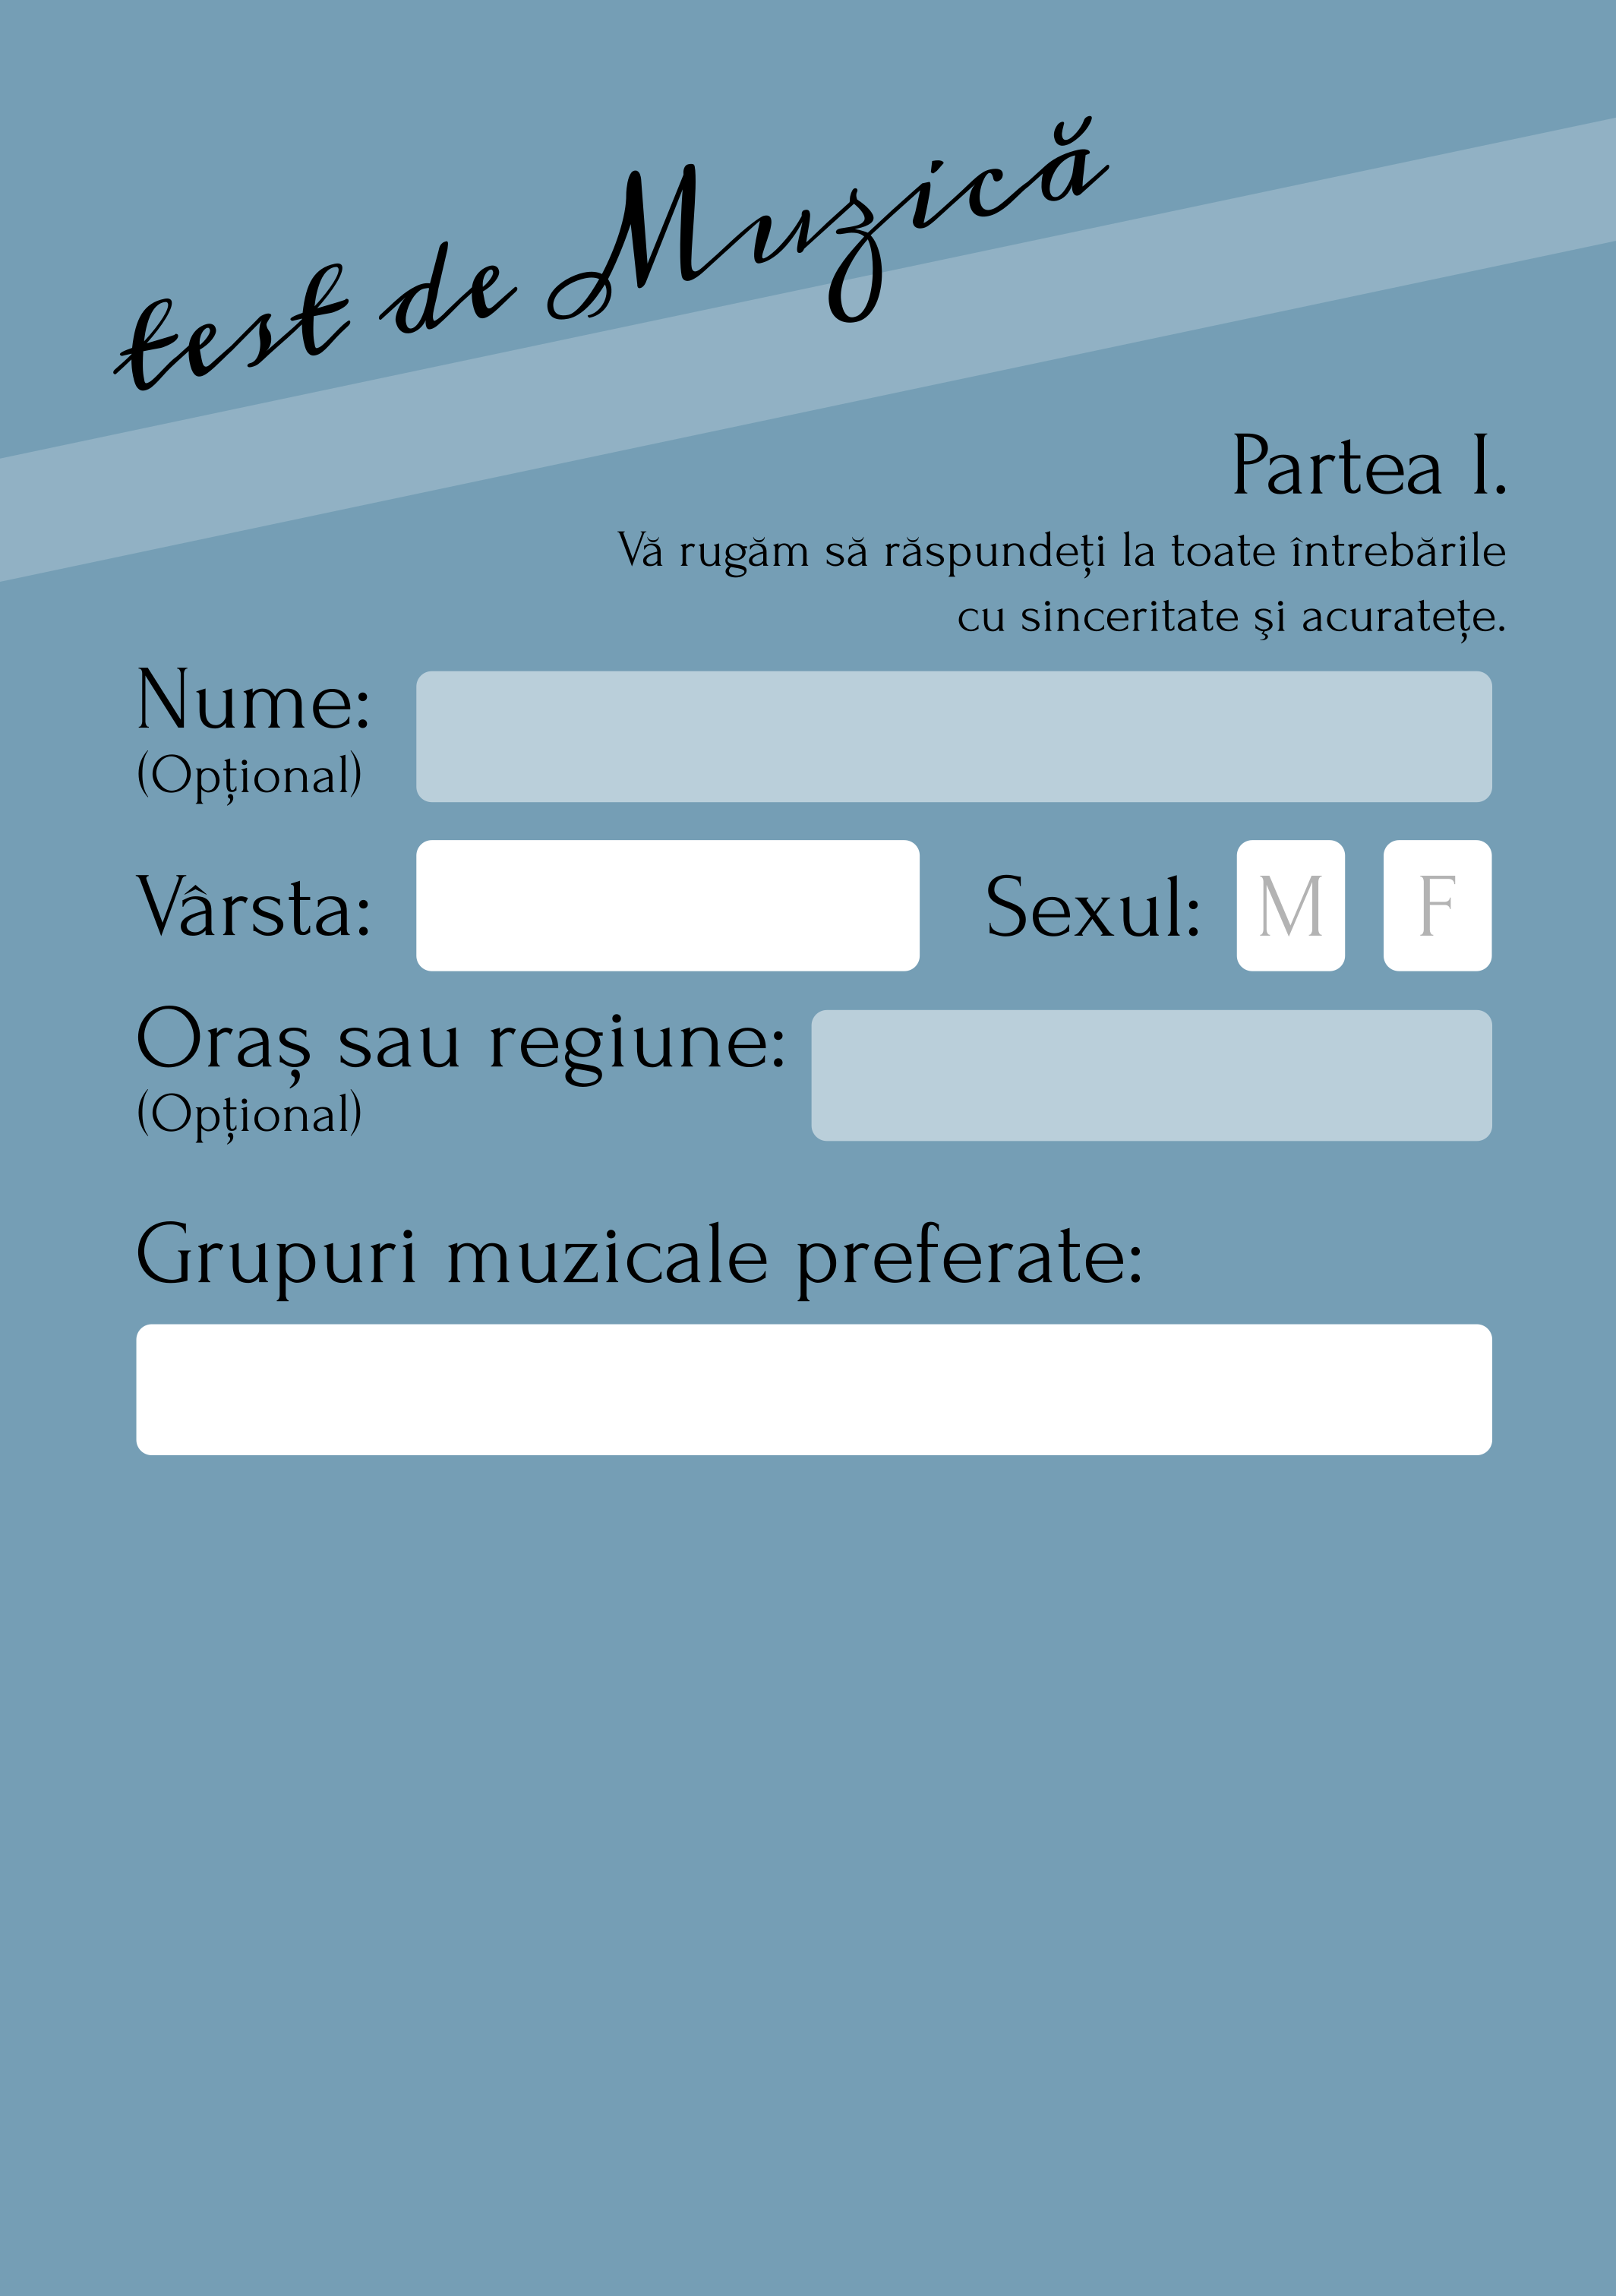 test de Muzică
Partea I.
Vă rugăm să răspundeți la toate întrebările
cu sinceritate şi acuratețe.
Nume:
(Opțional)
Vârsta:
Sexul:
M
F
Oraș sau regiune:
(Opțional)
Grupuri muzicale preferate: